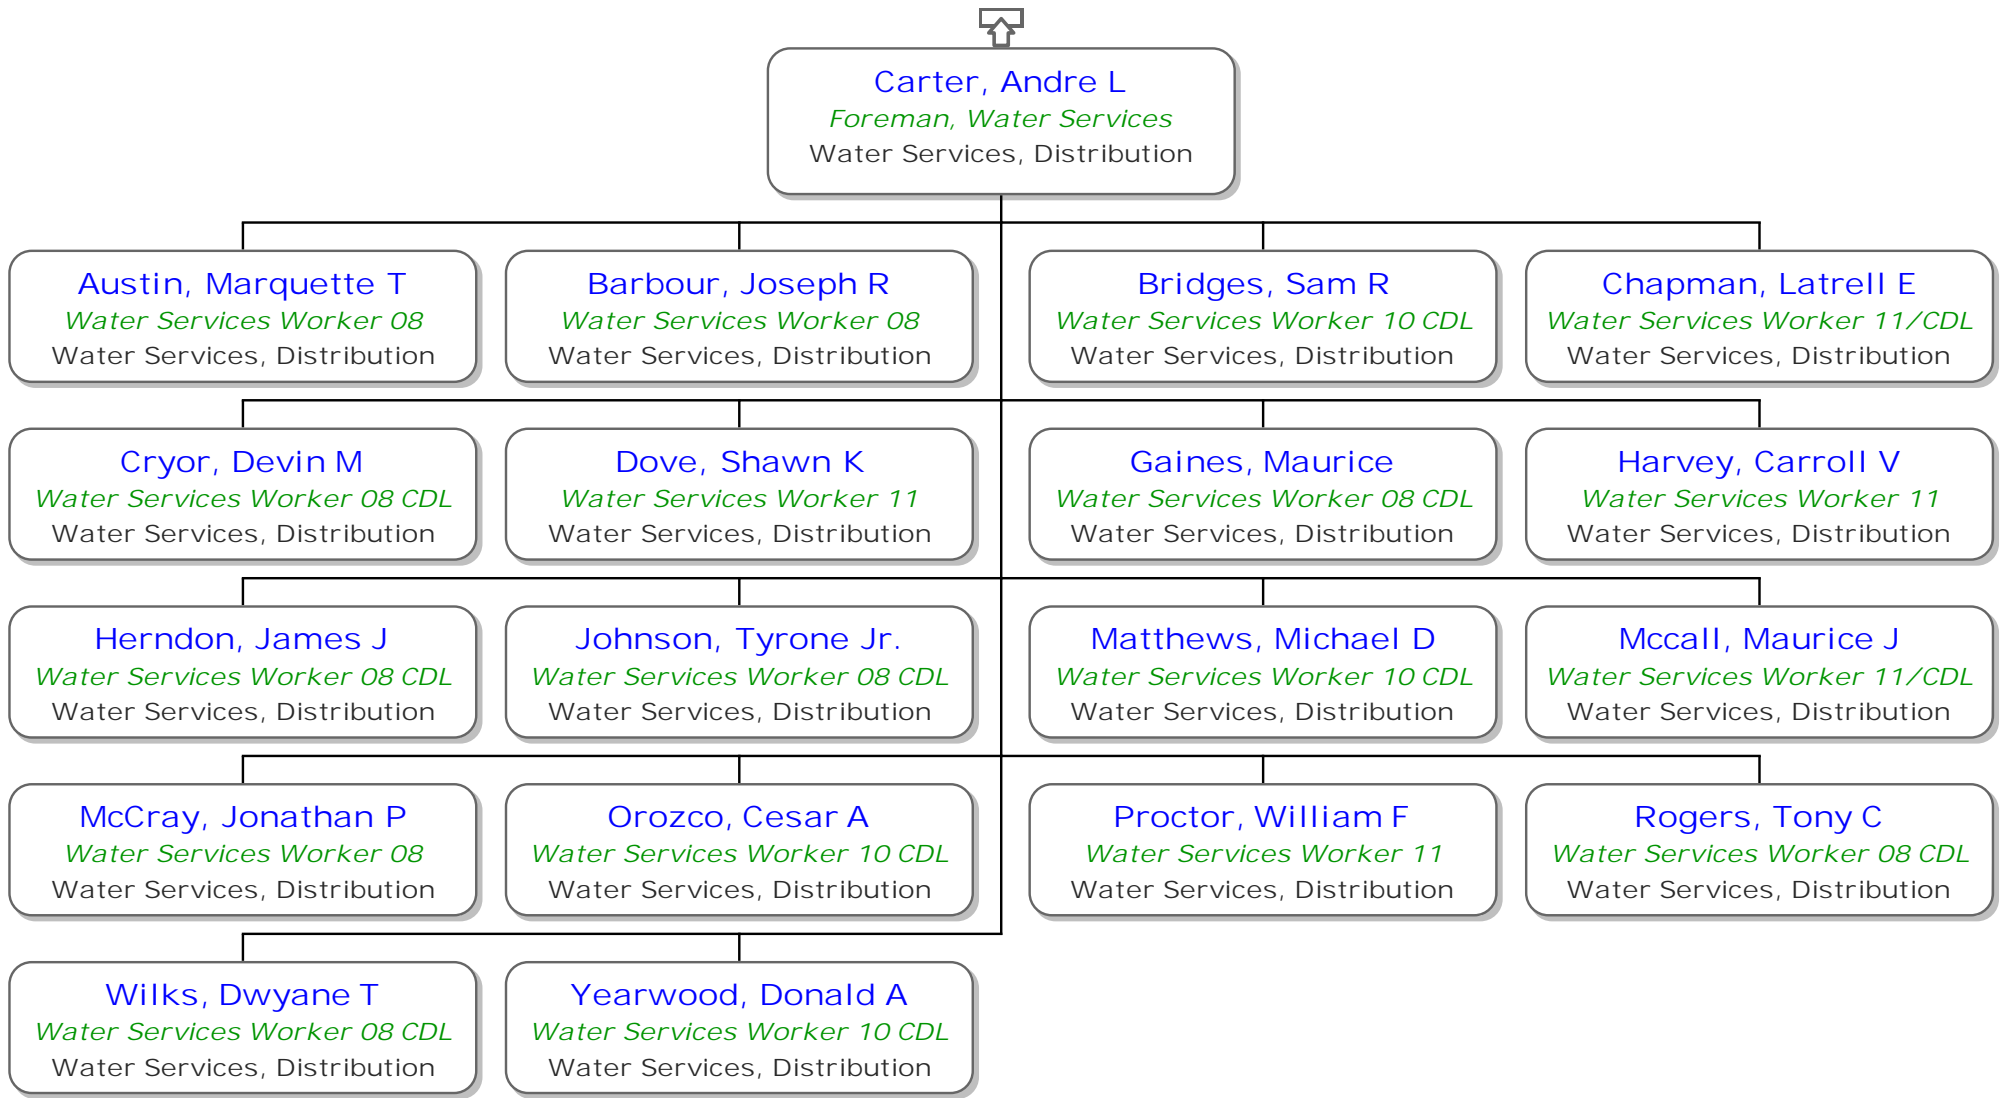 Carter, Andre L
Foreman, Water Services
Water Services, Distribution
Austin, Marquette T
Water Services Worker 08
Water Services, Distribution
Barbour, Joseph R
Water Services Worker 08
Water Services, Distribution
Bridges, Sam R
Water Services Worker 10 CDL
Water Services, Distribution
Chapman, Latrell E
Water Services Worker 11/CDL
Water Services, Distribution
Cryor, Devin M
Water Services Worker 08 CDL
Water Services, Distribution
Dove, Shawn K
Water Services Worker 11
Water Services, Distribution
Gaines, Maurice
Water Services Worker 08 CDL
Water Services, Distribution
Harvey, Carroll V
Water Services Worker 11
Water Services, Distribution
Herndon, James J
Water Services Worker 08 CDL
Water Services, Distribution
Johnson, Tyrone Jr.
Water Services Worker 08 CDL
Water Services, Distribution
Matthews, Michael D
Water Services Worker 10 CDL
Water Services, Distribution
Mccall, Maurice J
Water Services Worker 11/CDL
Water Services, Distribution
McCray, Jonathan P
Water Services Worker 08
Water Services, Distribution
Orozco, Cesar A
Water Services Worker 10 CDL
Water Services, Distribution
Proctor, William F
Water Services Worker 11
Water Services, Distribution
Rogers, Tony C
Water Services Worker 08 CDL
Water Services, Distribution
Wilks, Dwyane T
Water Services Worker 08 CDL
Water Services, Distribution
Yearwood, Donald A
Water Services Worker 10 CDL
Water Services, Distribution